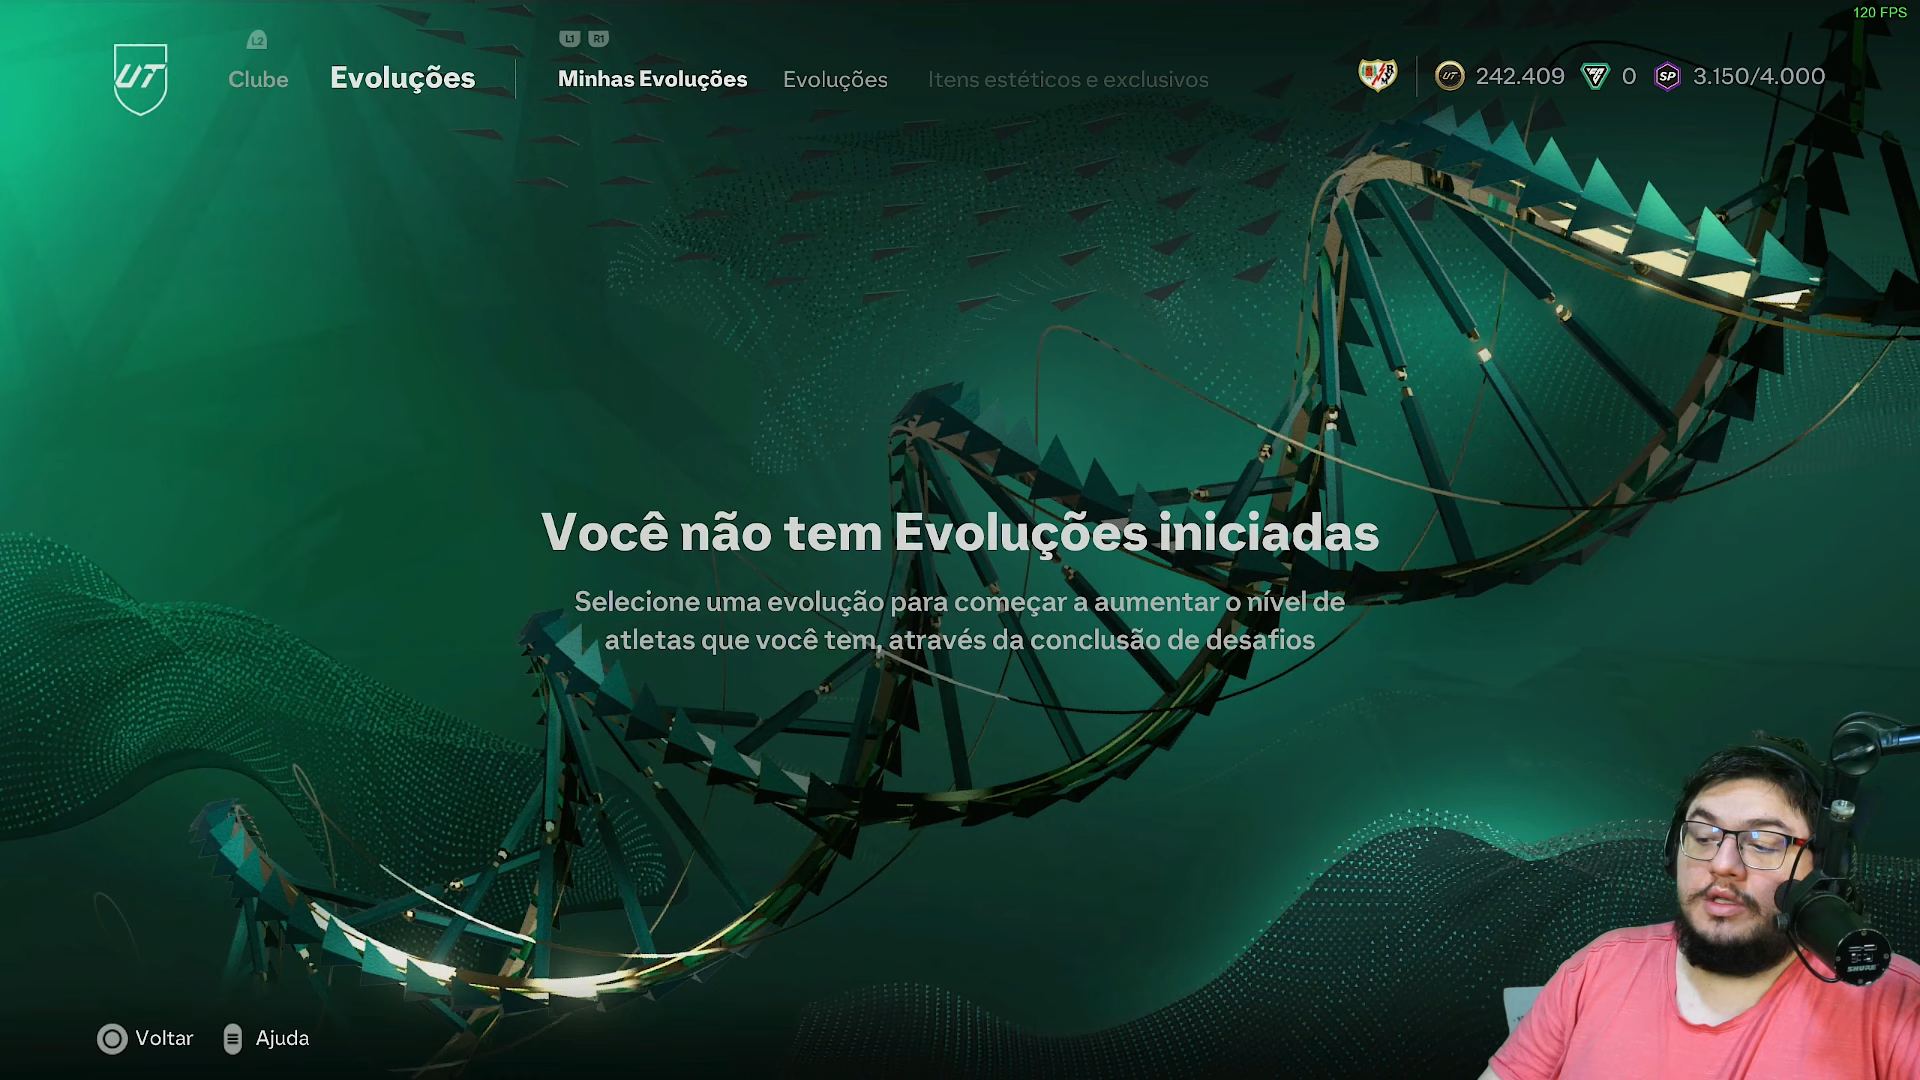 120 FPS
L2
L1 R1
UT Clube Evoluções Minhas Evoluções Evoluções Itens estéticos e exclusivos UT 242.409 0 SP 3.150/4.000
Você não tem Evoluções iniciadas
Selecione uma evolução para começar a aumentar o nível de
atletas que você tem, através da conclusão de desafios
SHURE
Voltar Ajuda